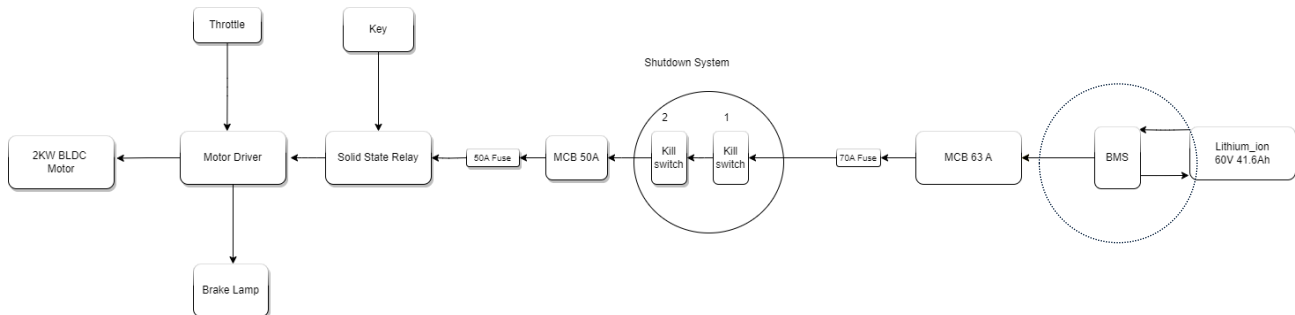 Throttle
Key
Shutdown System
2
1
2KW BLDC
Motor
Motor Driver
Solid State Relay
50A Fuse
MCB 50A
Kill
switch
Kill
switch
70A Fuse
MCB 63 A
BMS
Lithium_ion
60V 41.6Ah
Brake Lamp